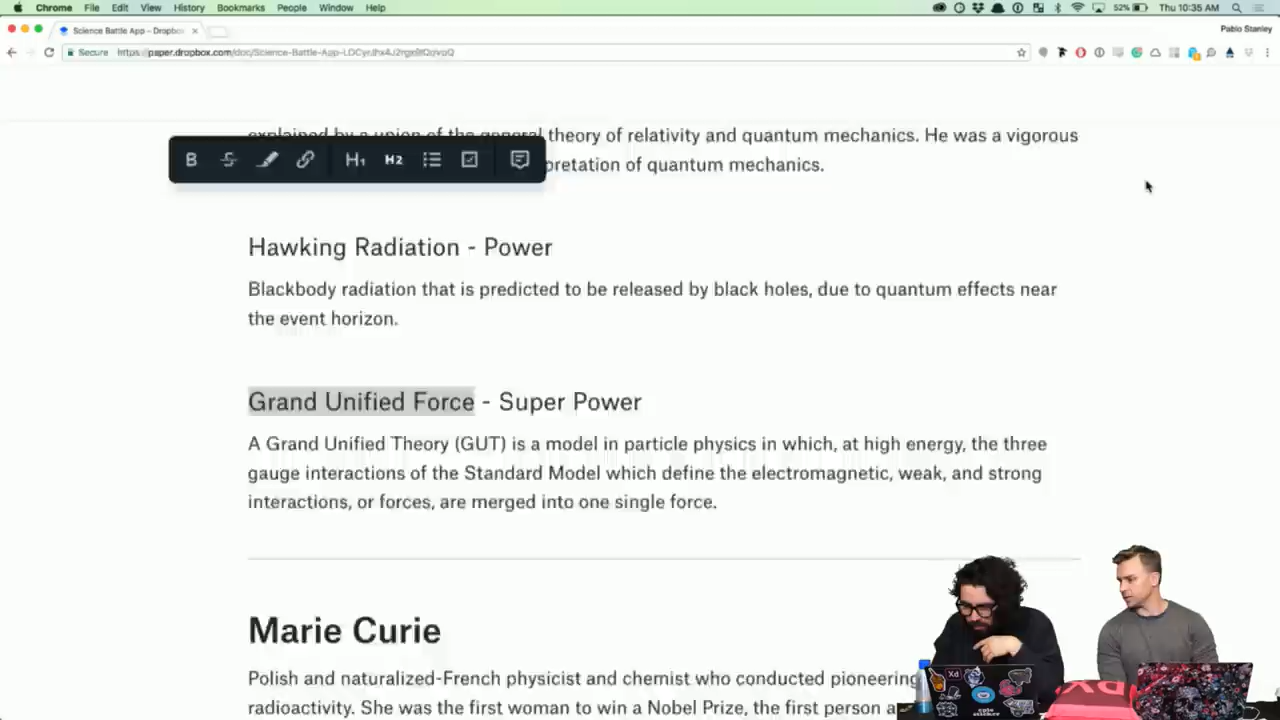 Chrome File Edit View History Bookmarks People Window Help 52% Thu 10:35 AM
Science Battle App – Dropbox Pablo Stanley
Secure
explained by a union of the general theory of relativity and quantum mechanics. He was a vigorous
B S H1 H2 pretation of quantum mechanics.
Hawking Radiation - Power
Blackbody radiation that is predicted to be released by black holes, due to quantum effects near
the event horizon.
Grand Unified Force - Super Power
A Grand Unified Theory (GUT) is a model in particle physics in which, at high energy, the three
gauge interactions of the Standard Model which define the electromagnetic, weak, and strong
interactions, or forces, are merged into one single force.
Marie Curie
Polish and naturalized-French physicist and chemist who conducted pioneering
radioactivity. She was the first woman to win a Nobel Prize, the first person a
Xd